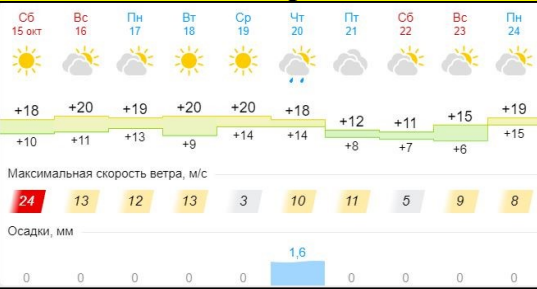 Сб Вс Пн Вт Ср Чт Пт Сб Вс Пн
15 окт 16 17 18 19 20 21 22 23 24
+18 +20 +19 +20 +20 +18 +12 +11 +15 +19
+10 +11 +13 +9 +14 +14 +8 +7 +6 +15
Максимальная скорость ветра, м/с
24 13 12 13 3 10 11 5 9 8
Осадки, мм
0 0 0 0 0 1,6 0 0 0 0